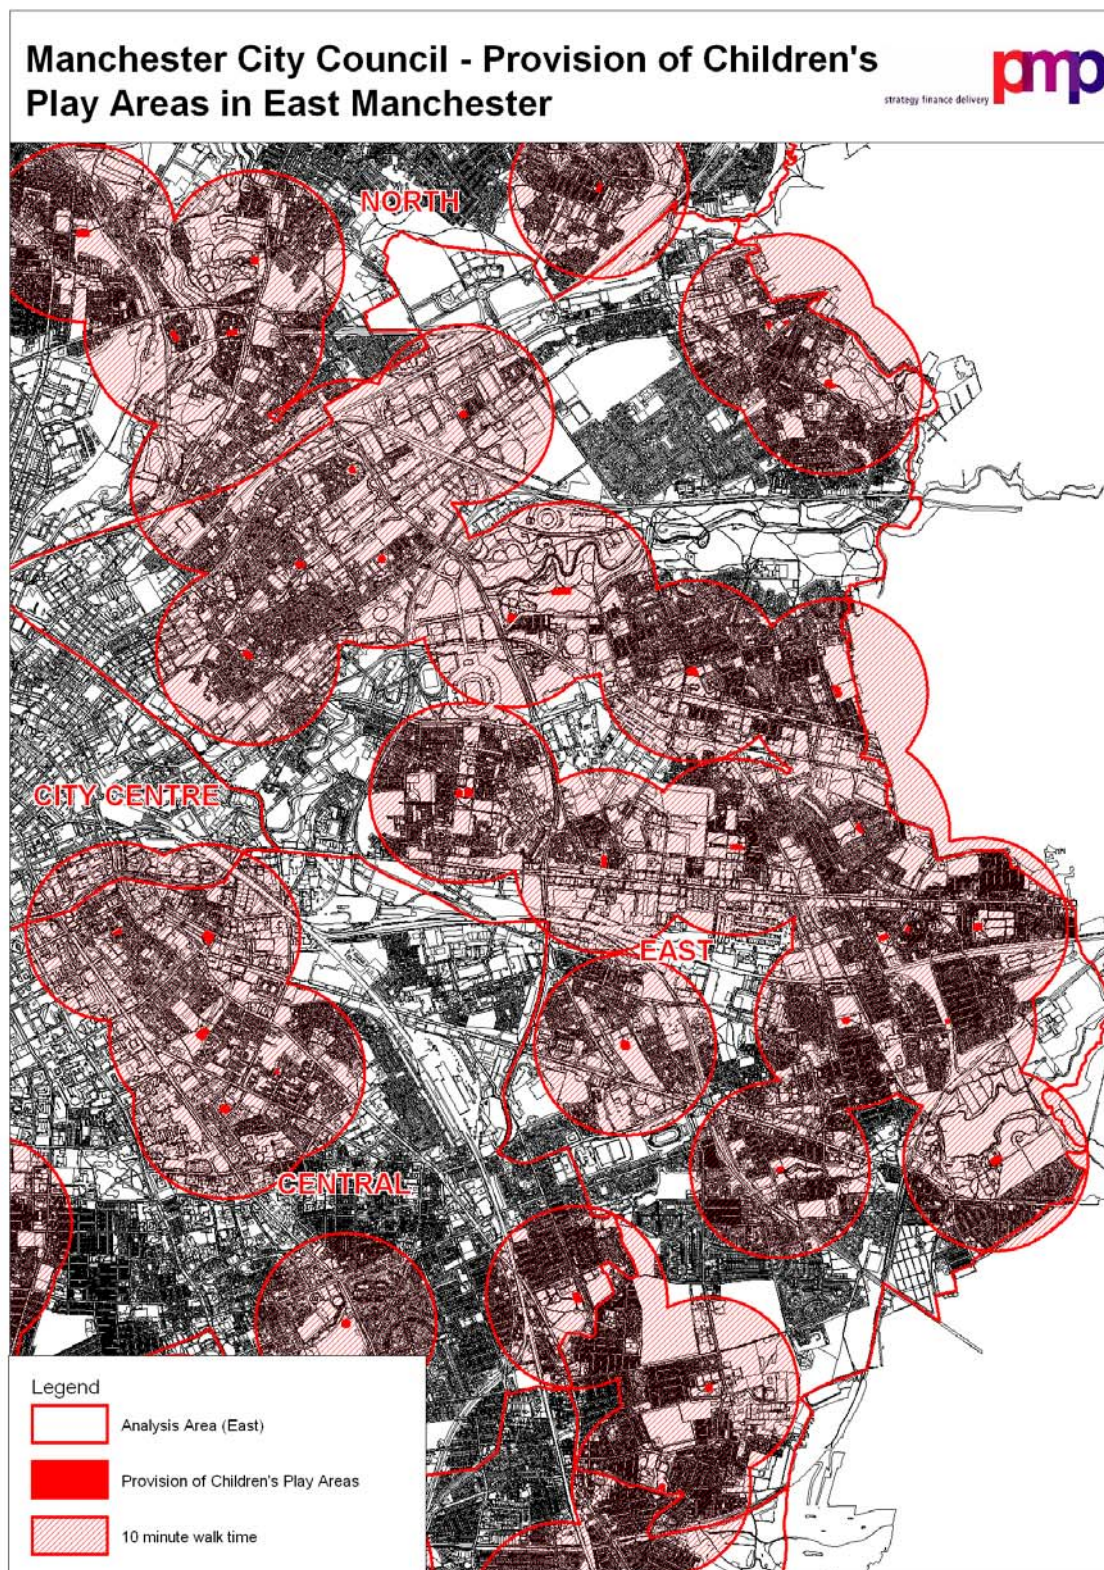 Manchester City Council - Provision of Children's
Play Areas in East Manchester
strategy finance delivery
pmp
NORTH
CITY CENTRE
EAST
CENTRAL
Legend
Analysis Area (East)
Provision of Children's Play Areas
10 minute walk time